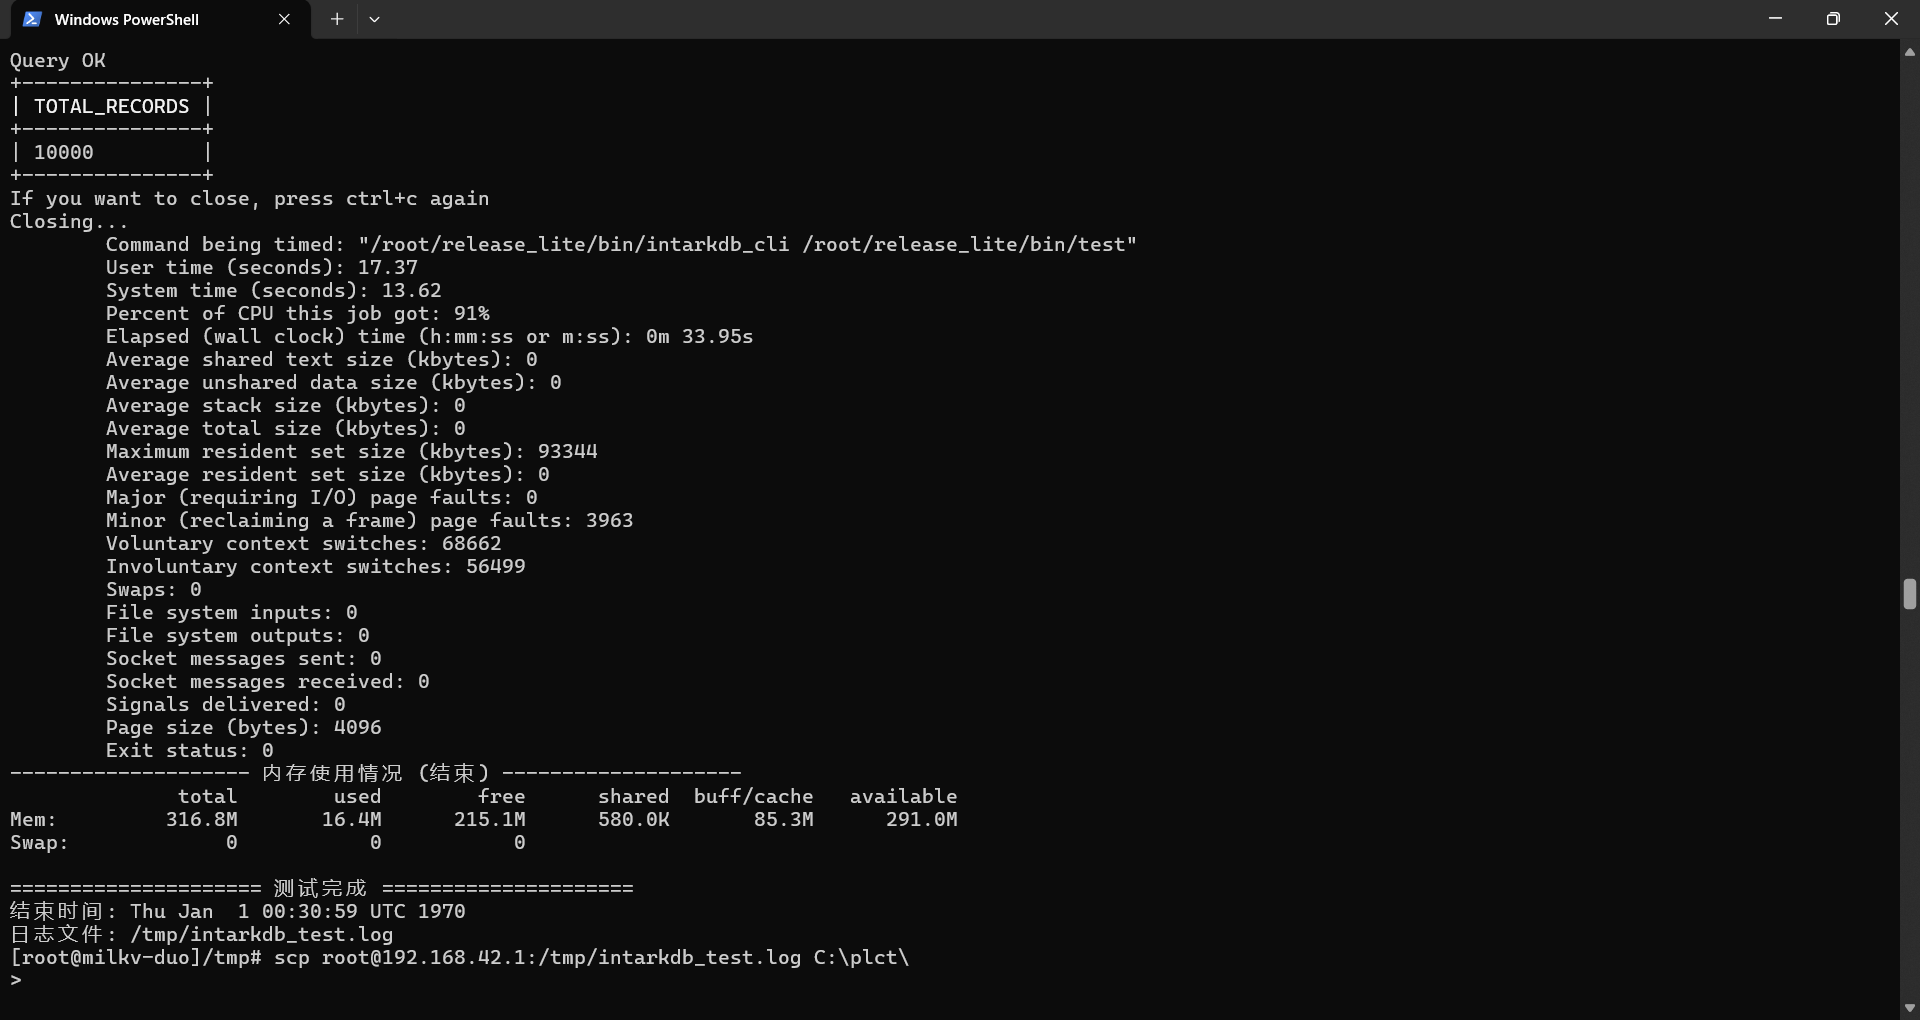 Windows PowerShell
Query OK
+---------------+
| TOTAL_RECORDS |
+---------------+
| 10000         |
+---------------+
If you want to close, press ctrl+c again
Closing...
        Command being timed: "/root/release_lite/bin/intarkdb_cli /root/release_lite/bin/test"
        User time (seconds): 17.37
        System time (seconds): 13.62
        Percent of CPU this job got: 91%
        Elapsed (wall clock) time (h:mm:ss or m:ss): 0m 33.95s
        Average shared text size (kbytes): 0
        Average unshared data size (kbytes): 0
        Average stack size (kbytes): 0
        Average total size (kbytes): 0
        Maximum resident set size (kbytes): 93344
        Average resident set size (kbytes): 0
        Major (requiring I/O) page faults: 0
        Minor (reclaiming a frame) page faults: 3963
        Voluntary context switches: 68662
        Involuntary context switches: 56499
        Swaps: 0
        File system inputs: 0
        File system outputs: 0
        Socket messages sent: 0
        Socket messages received: 0
        Signals delivered: 0
        Page size (bytes): 4096
        Exit status: 0
-------------------- 内存使用情况 (结束) --------------------
              total        used        free      shared  buff/cache   available
Mem:         316.8M       16.4M      215.1M      580.0K       85.3M      291.0M
Swap:             0           0           0
===================== 测试完成 =====================
结束时间: Thu Jan  1 00:30:59 UTC 1970
日志文件: /tmp/intarkdb_test.log
[root@milkv-duo]/tmp# scp root@192.168.42.1:/tmp/intarkdb_test.log C:\plct\
>